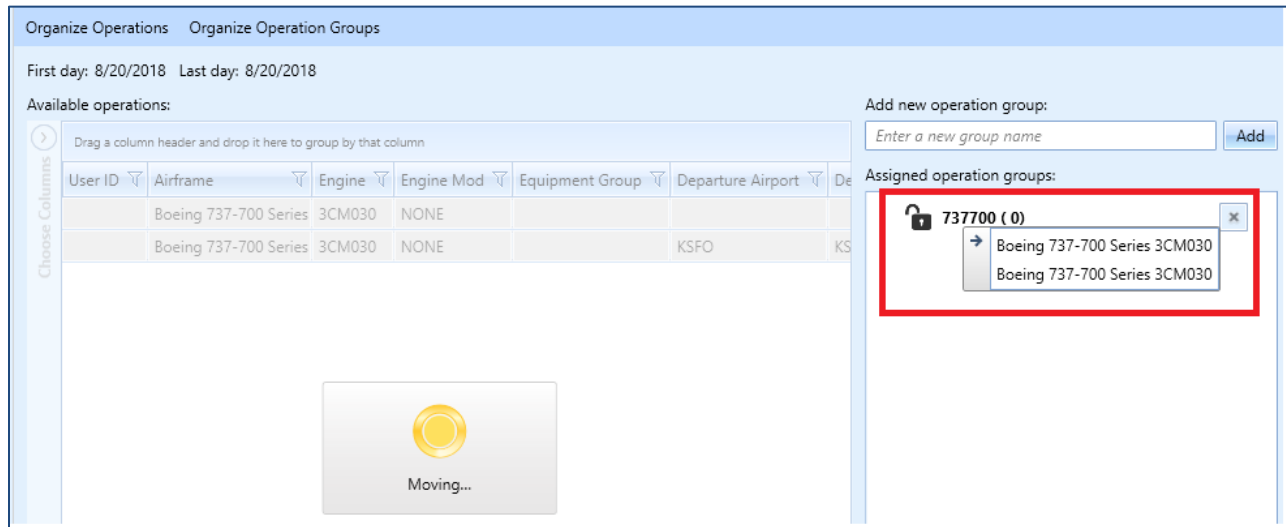 Organize Operations Organize Operation Groups
First day: 8/20/2018 Last day: 8/20/2018
Available operations:
Choose Columns
Drag a column header and drop it here to group by that column
User ID Airframe Engine Engine Mod Equipment Group Departure Airport De
Boeing 737-700 Series 3CM030 NONE
Boeing 737-700 Series 3CM030 NONE KSFO KS
Moving...
Add new operation group:
Enter a new group name Add
Assigned operation groups:
737700 ( 0)
Boeing 737-700 Series 3CM030
Boeing 737-700 Series 3CM030